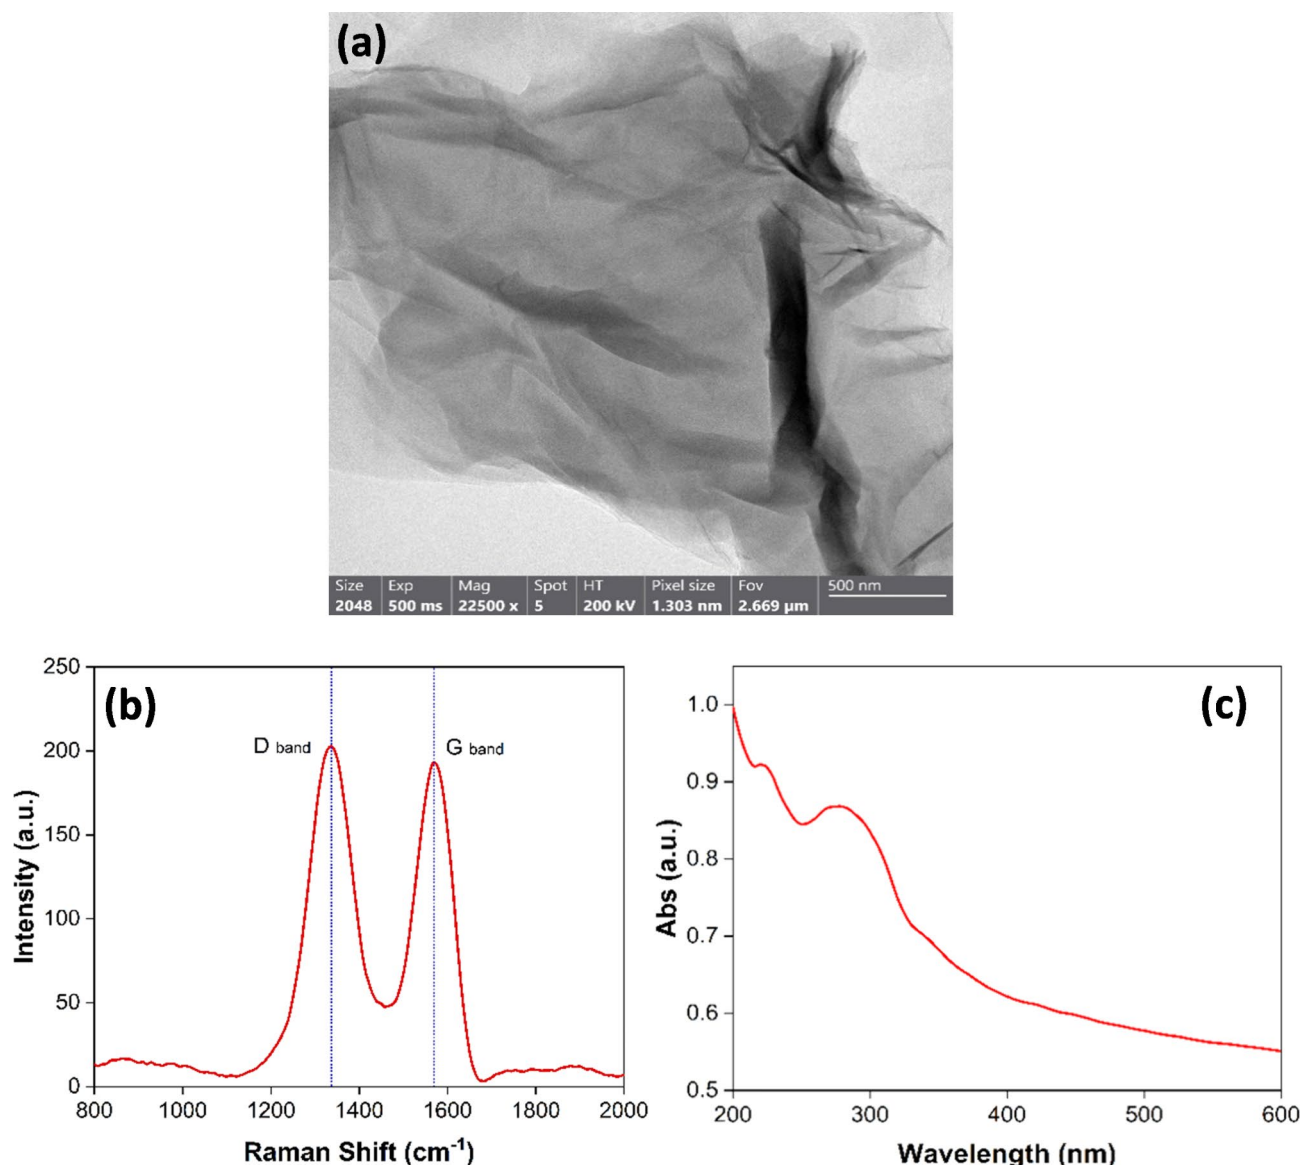 (a)
Size Exp Mag Spot HT Pixel size Fov 500 nm
2048 500 ms 22500 x 5 200 kV 1.303 nm 2.669 µm
(b)
D band
G band
250
200
150
100
50
0
800 1000 1200 1400 1600 1800 2000
Intensity (a.u.)
Raman Shift (cm⁻¹)
(c)
1.0
0.9
0.8
0.7
0.6
0.5
200 300 400 500 600
Abs (a.u.)
Wavelength (nm)